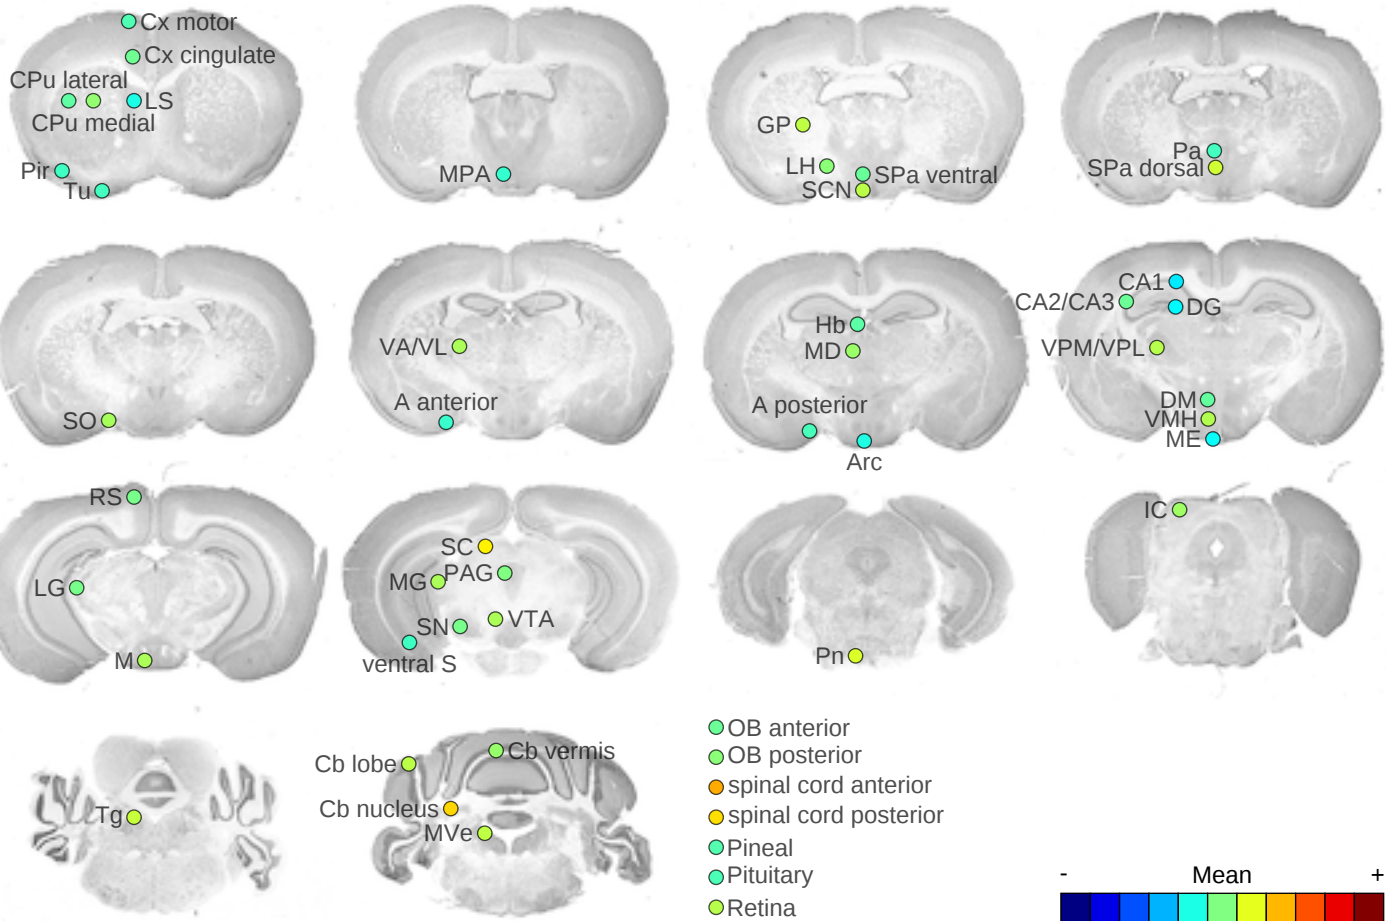 Cx motor
Cx cingulate
CPu lateral
LS
CPu medial
Pir
Tu
MPA
GP
LH
SPa ventral
SCN
Pa
SPa dorsal
SO
VA/VL
A anterior
Hb
MD
A posterior
Arc
CA1
CA2/CA3
DG
VPM/VPL
DM
VMH
ME
RS
LG
M
SC
MG
PAG
SN
VTA
ventral S
Pn
IC
Tg
Cb lobe
Cb vermis
Cb nucleus
MVe
OB anterior
OB posterior
spinal cord anterior
spinal cord posterior
Pineal
Pituitary
Retina
- Mean +